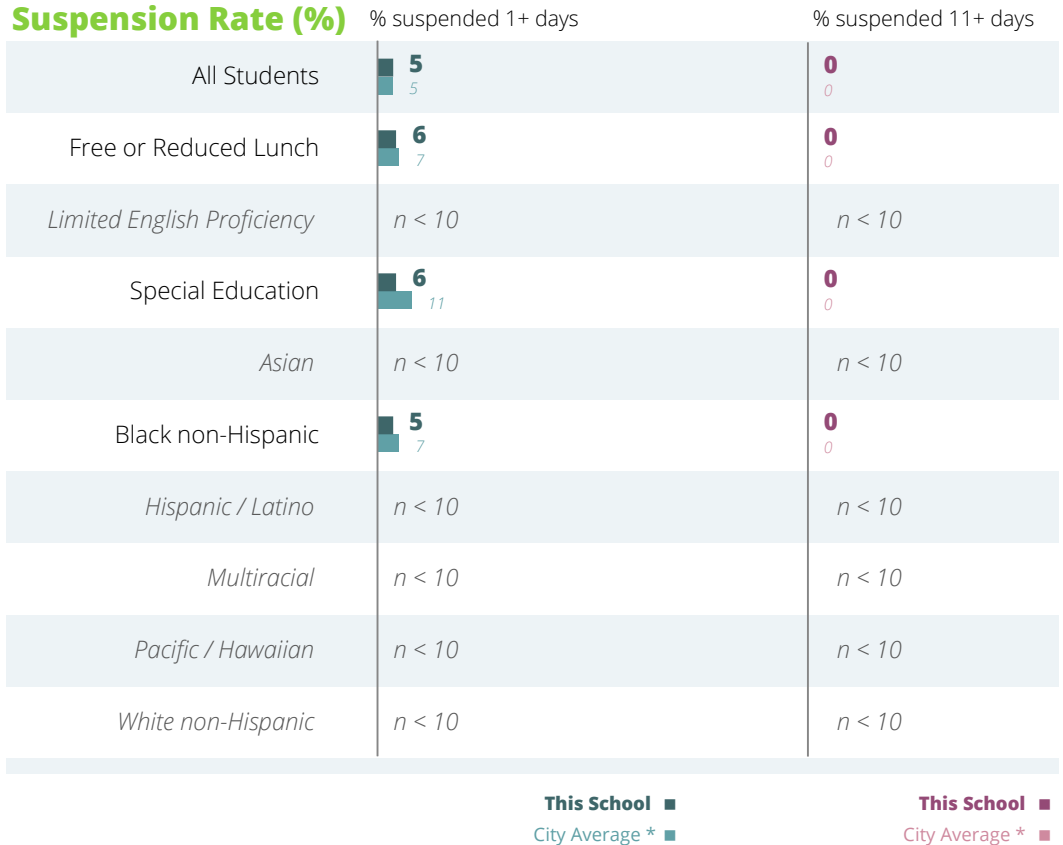 Suspension Rate (%) % suspended 1+ days % suspended 11+ days
All Students 5 0
5 0
Free or Reduced Lunch 6 0
7 0
Limited English Proficiency n < 10 n < 10
Special Education 6 0
11 0
Asian n < 10 n < 10
Black non-Hispanic 5 0
7 0
Hispanic / Latino n < 10 n < 10
Multiracial n < 10 n < 10
Pacific / Hawaiian n < 10 n < 10
White non-Hispanic n < 10 n < 10
This School This School
City Average * City Average *